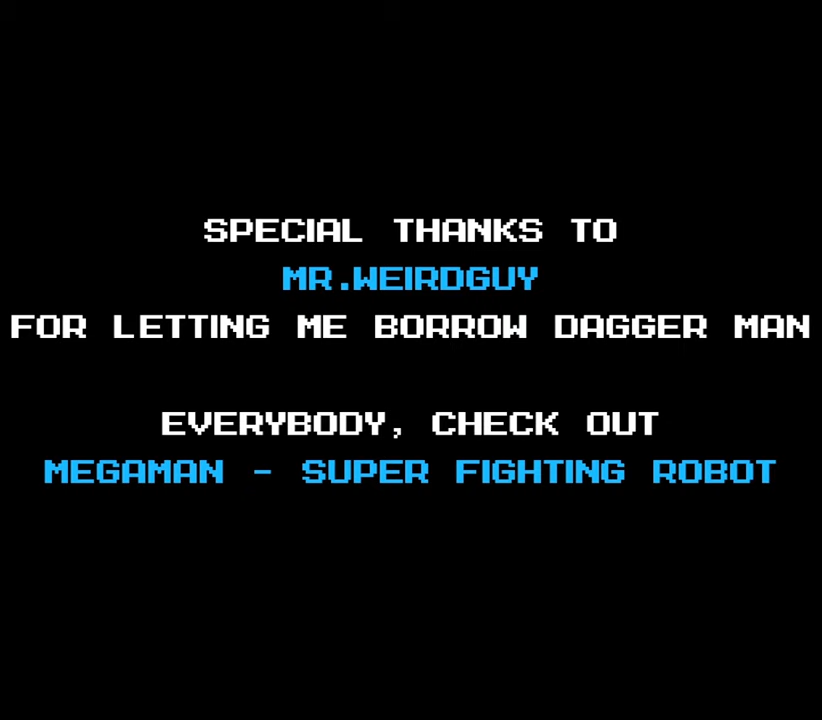 SPECIAL THANKS TO
MR.WEIRDGUY
FOR LETTING ME BORROW DAGGER MAN
EVERYBODY, CHECK OUT
MEGAMAN - SUPER FIGHTING ROBOT